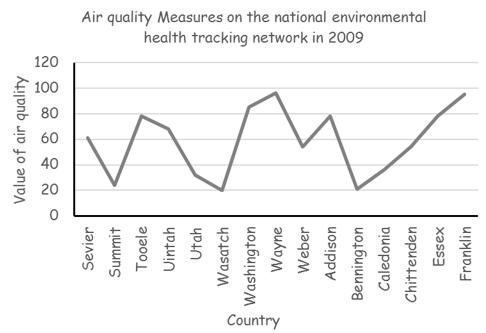 Air quality Measures on the national environmental
health tracking network in 2009
Value of air quality
120
100
80
60
40
20
0
Sevier
Summit
Tooele
Uintah
Utah
Wasatch
Washington
Wayne
Weber
Addison
Bennington
Caledonia
Chittenden
Essex
Franklin
Country